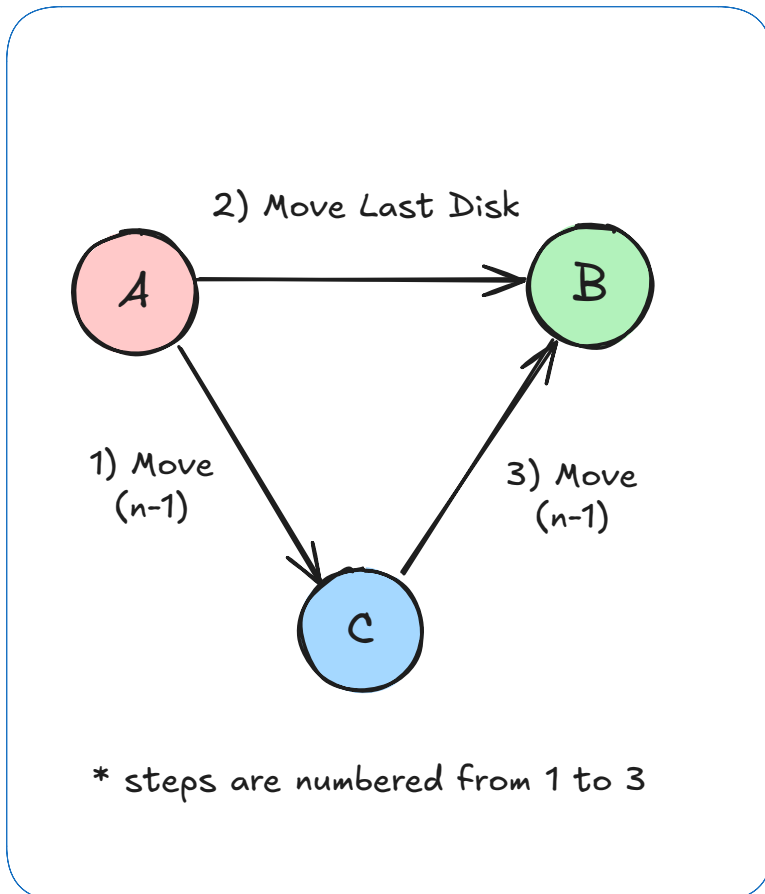 2) Move Last Disk
A
B
1) Move
(n-1)
3) Move
(n-1)
C
* steps are numbered from 1 to 3